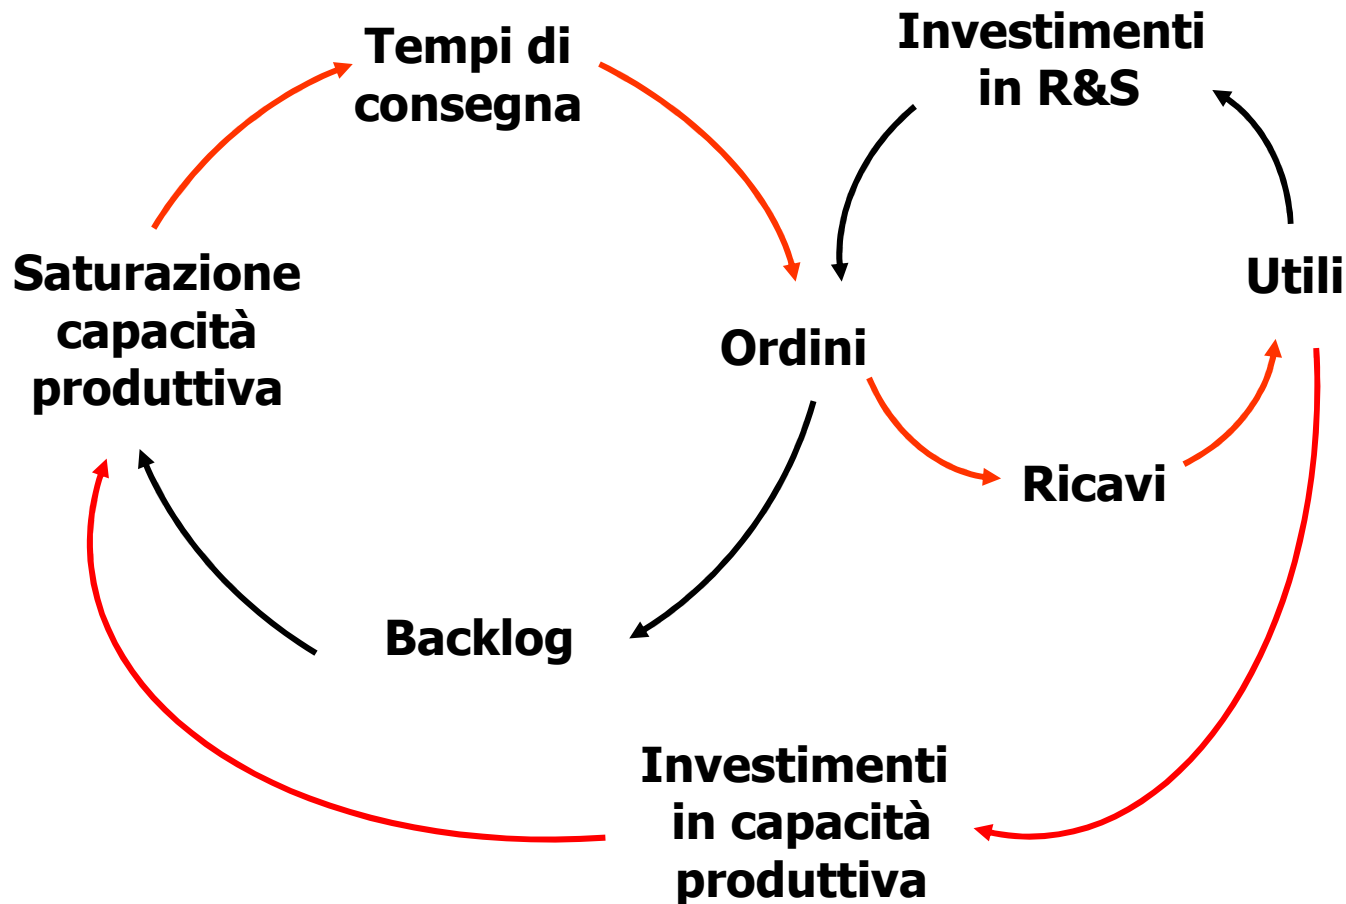 Tempi di
consegna
Investimenti
in R&S
Saturazione
capacità
produttiva
Utili
Ordini
Ricavi
Backlog
Investimenti
in capacità
produttiva